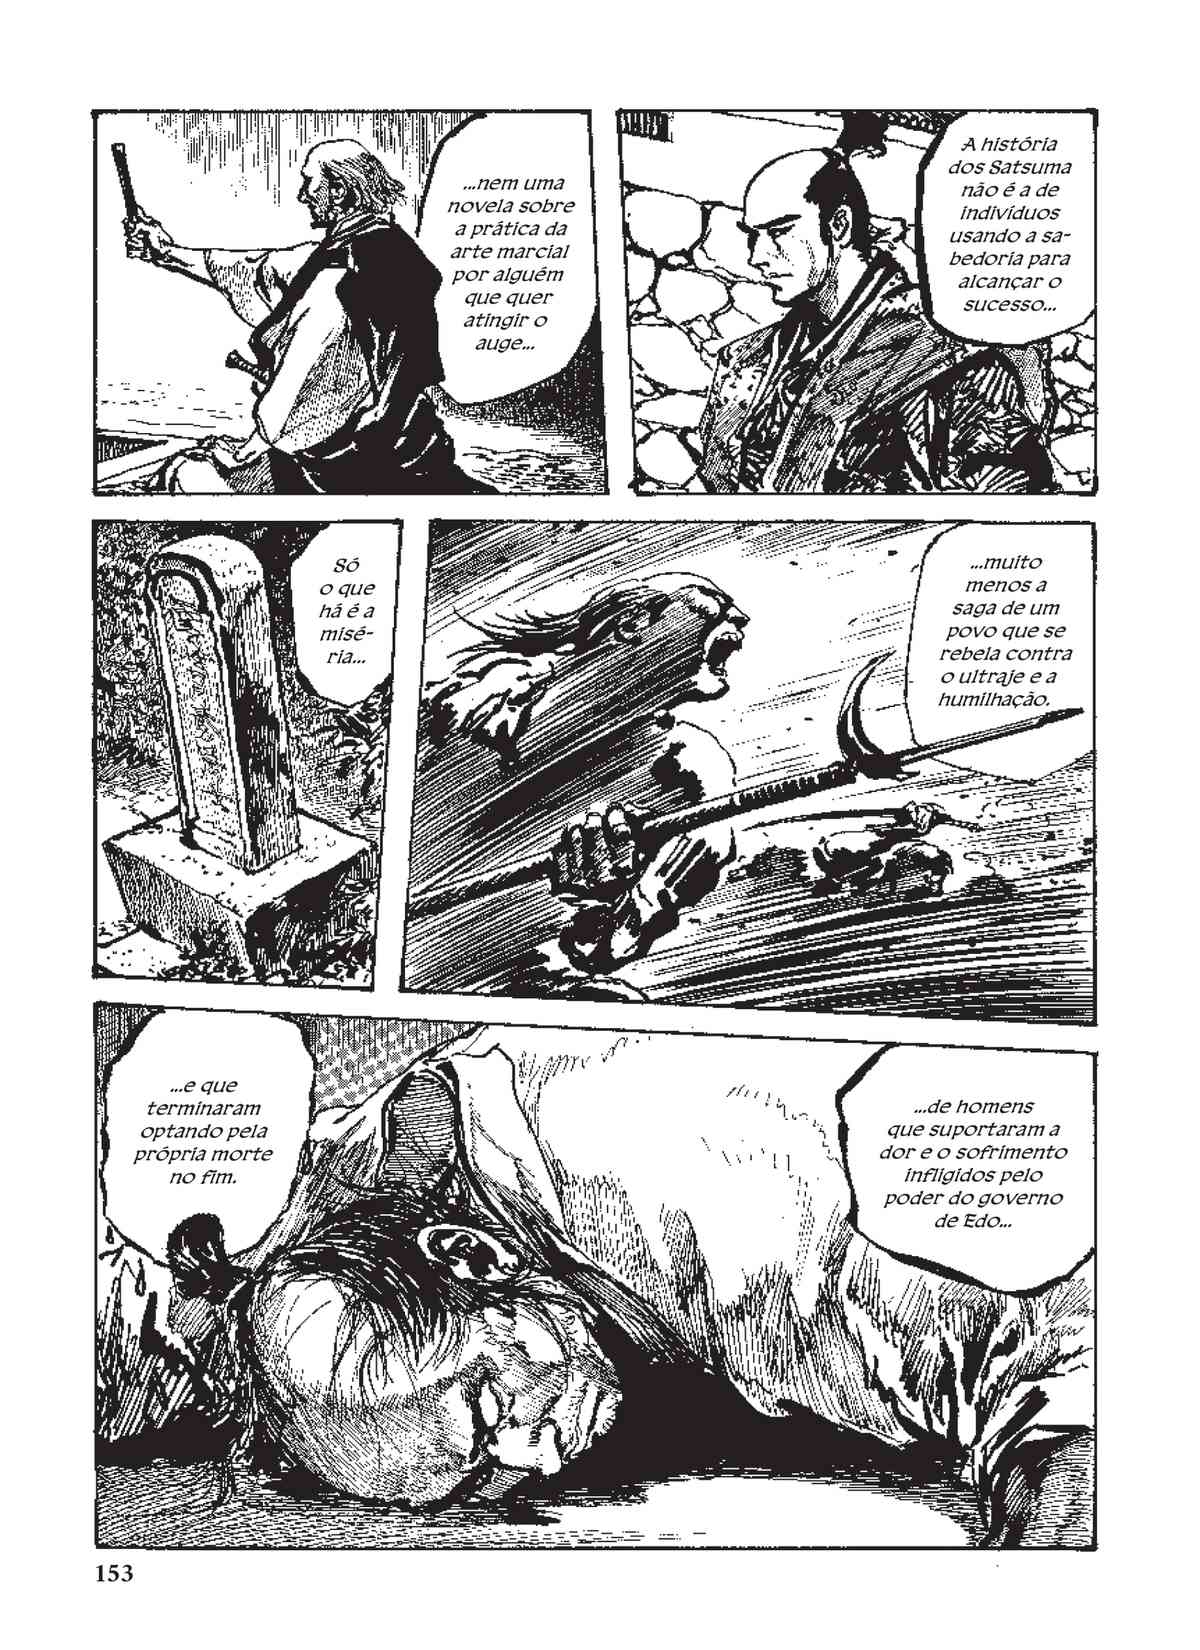 A história
dos Satsuma
não é a de
indivíduos
usando a sa-
bedoria para
alcançar o
sucesso...
...nem uma
novela sobre
a prática da
arte marcial
por alguém
que quer
atingir o
auge...
...muito
menos a
saga de um
povo que se
rebela contra
o ultraje e a
humilhação.
Só
o que
há é a
misé-
ria...
...de homens
que suportaram a
dor e o sofrimento
infligidos pelo
poder do governo
de Edo...
...e que
terminaram
optando pela
própria morte
no fim.
153